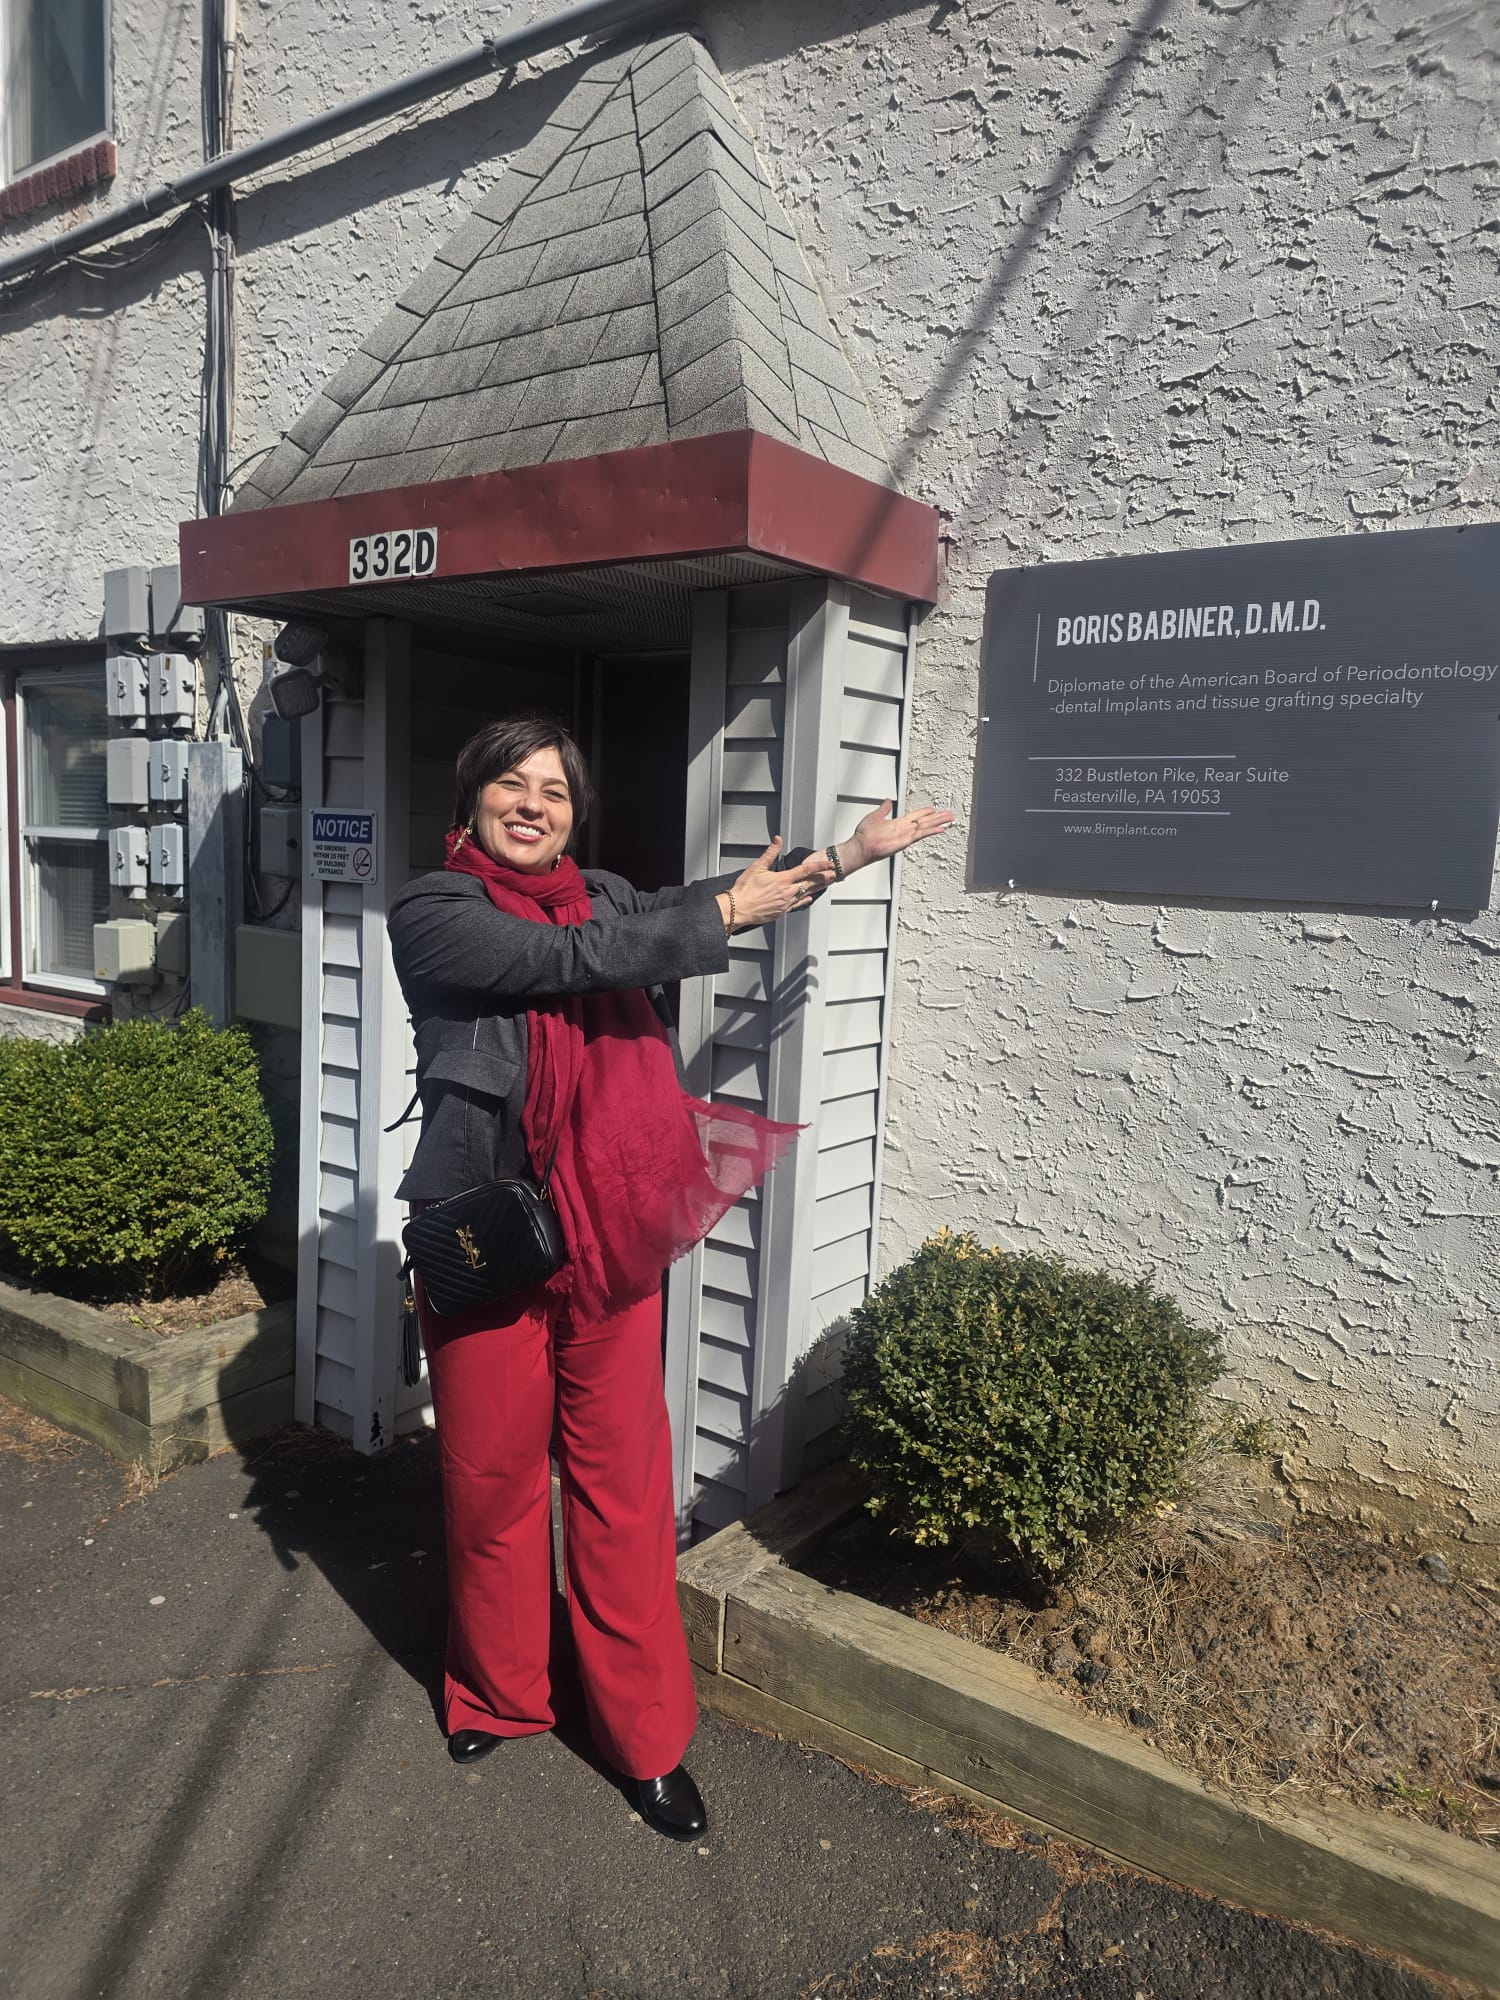 332D
BORIS BABINER, D.M.D.
Diplomate of the American Board of Periodontology
-dental Implants and tissue grafting specialty
332 Bustleton Pike, Rear Suite
Feasterville, PA 19053
www.8implant.com
NOTICE
NO SMOKING
WITHIN 25 FEET
OF BUILDING
ENTRANCE
YSL